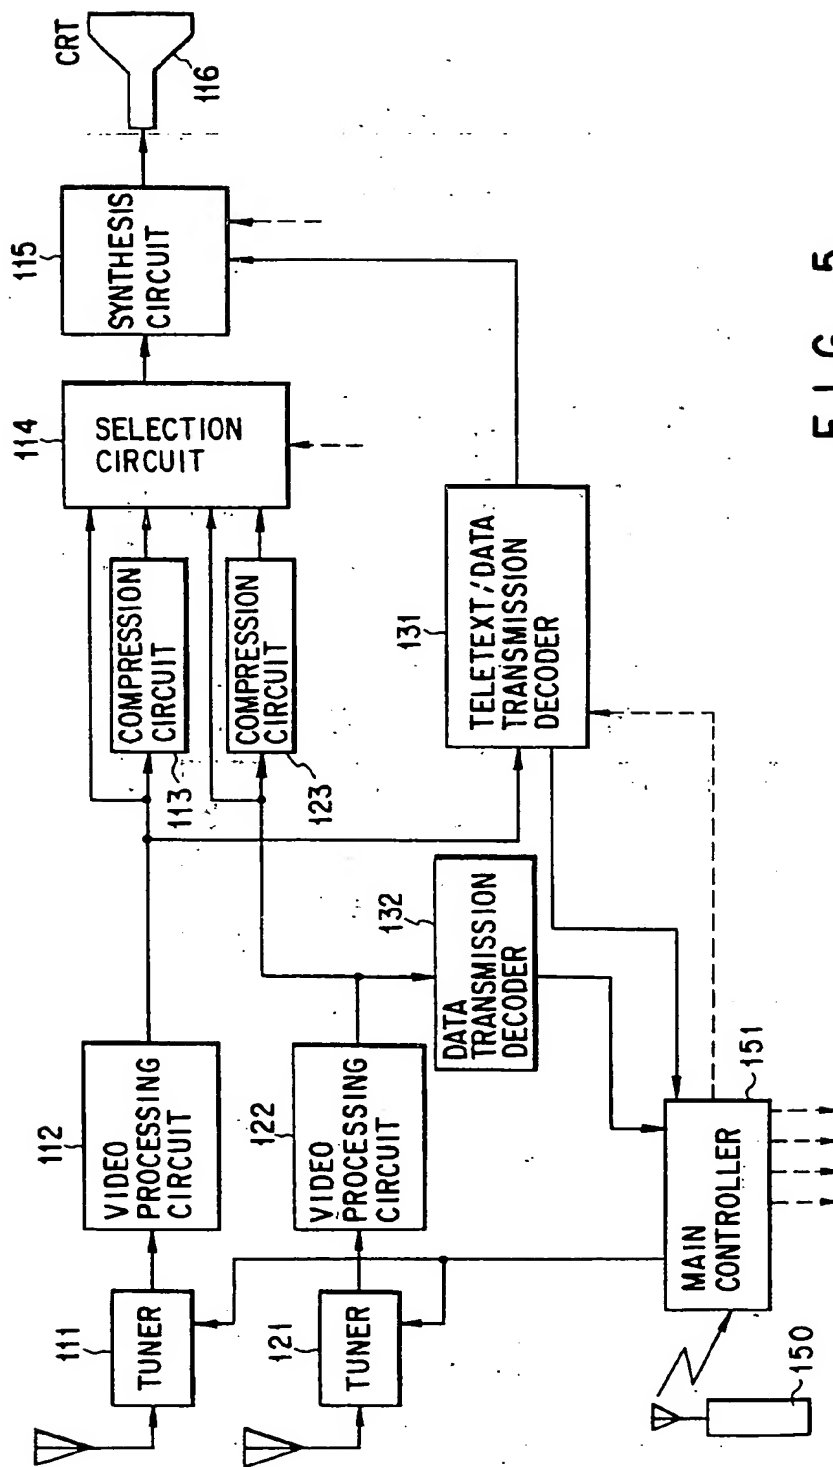 111
TUNER
112
VIDEO
PROCESSING
CIRCUIT
113
COMPRESSION
CIRCUIT
114
SELECTION
CIRCUIT
115
SYNTHESIS
CIRCUIT
CRT
116
121
TUNER
122
VIDEO
PROCESSING
CIRCUIT
123
COMPRESSION
CIRCUIT
132
DATA
TRANSMISSION
DECODER
131
TELETEXT/DATA
TRANSMISSION
DECODER
150
MAIN
CONTROLLER
151
FIG. 5